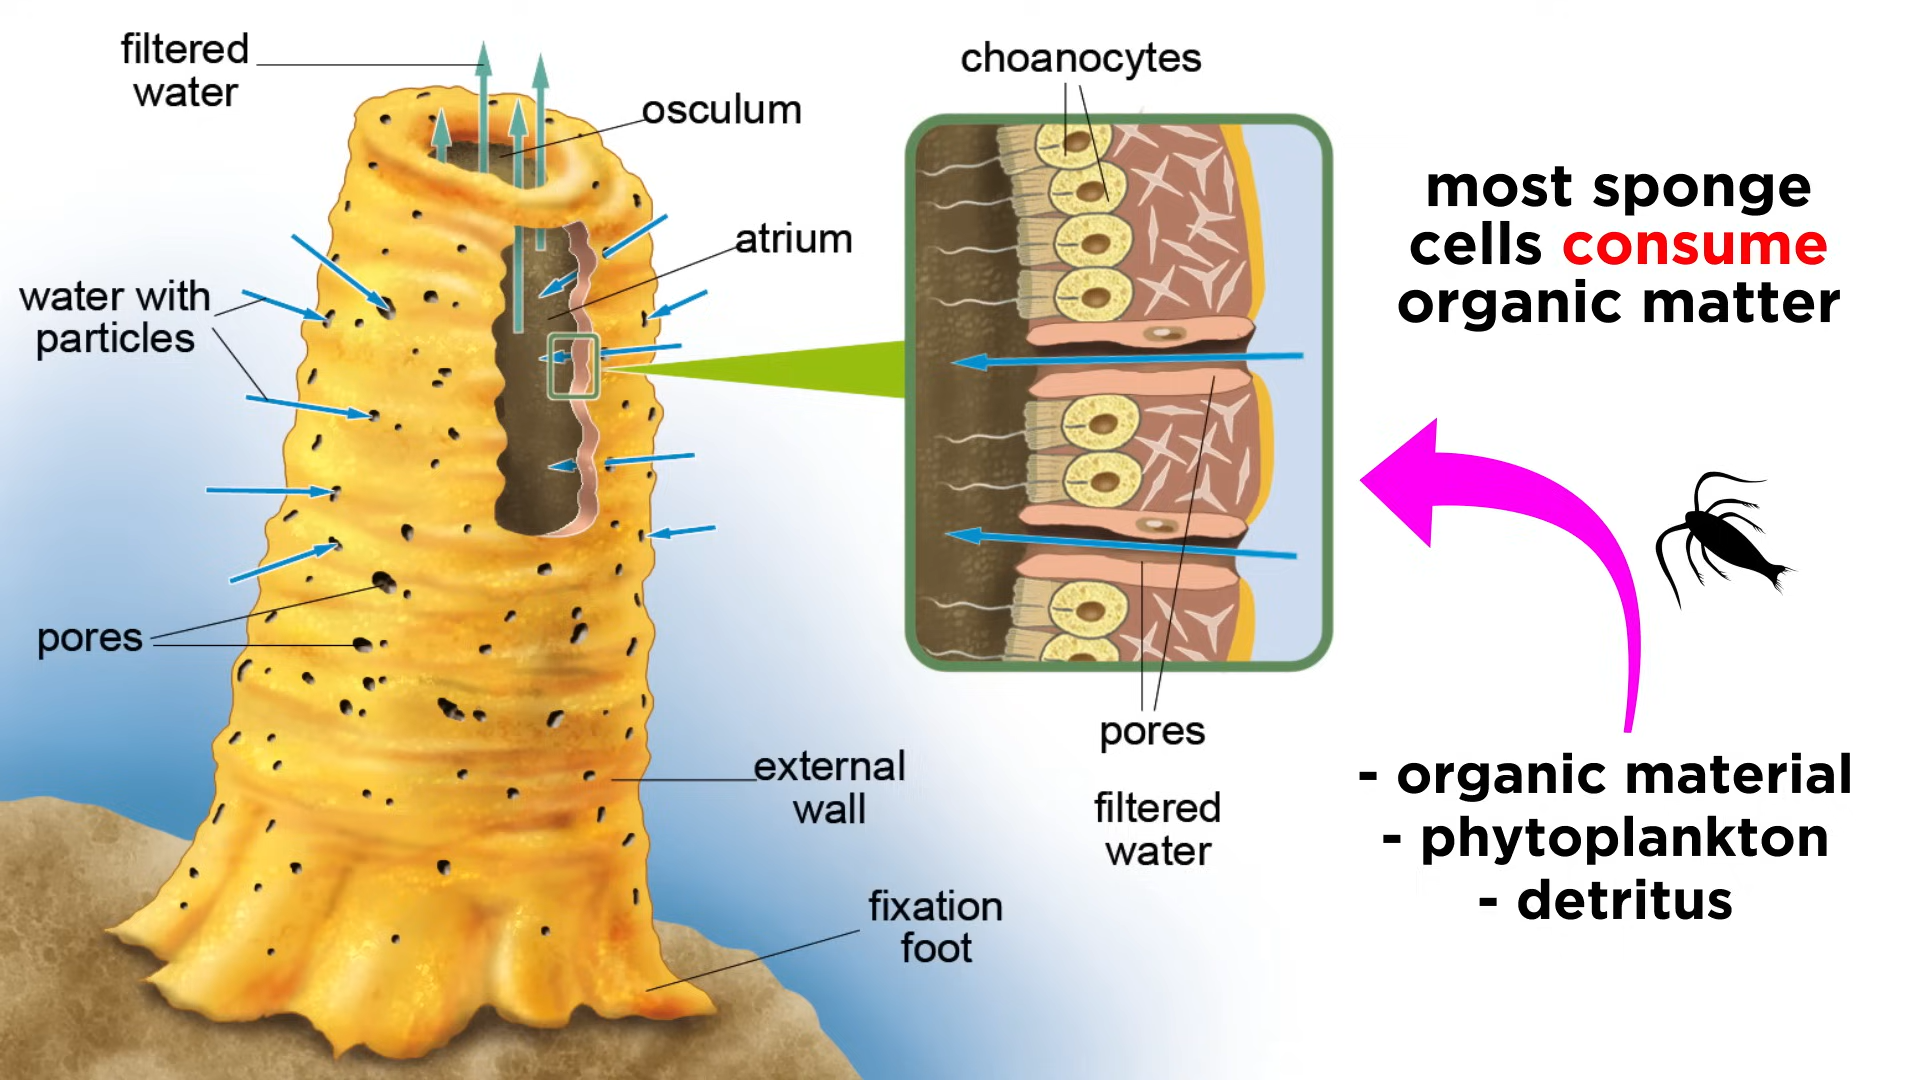 filtered
water
osculum
atrium
water with
particles
pores
external
wall
fixation
foot
choanocytes
pores
filtered
water
most sponge
cells consume
organic matter
- organic material
- phytoplankton
- detritus